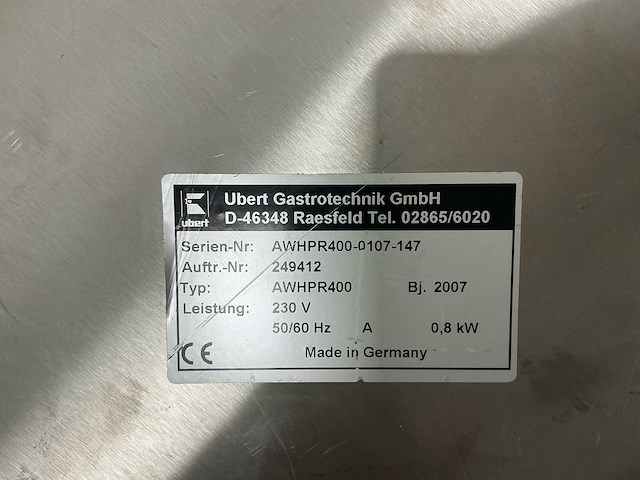 Ubert Gastrotechnik GmbH
D-46348 Raesfeld Tel. 02865/6020
ubert
Serien-Nr: AWHPR400-0107-147
Auftr.-Nr: 249412
Typ: AWHPR400 Bj. 2007
Leistung: 230 V
50/60 Hz A 0,8 kW
CE Made in Germany